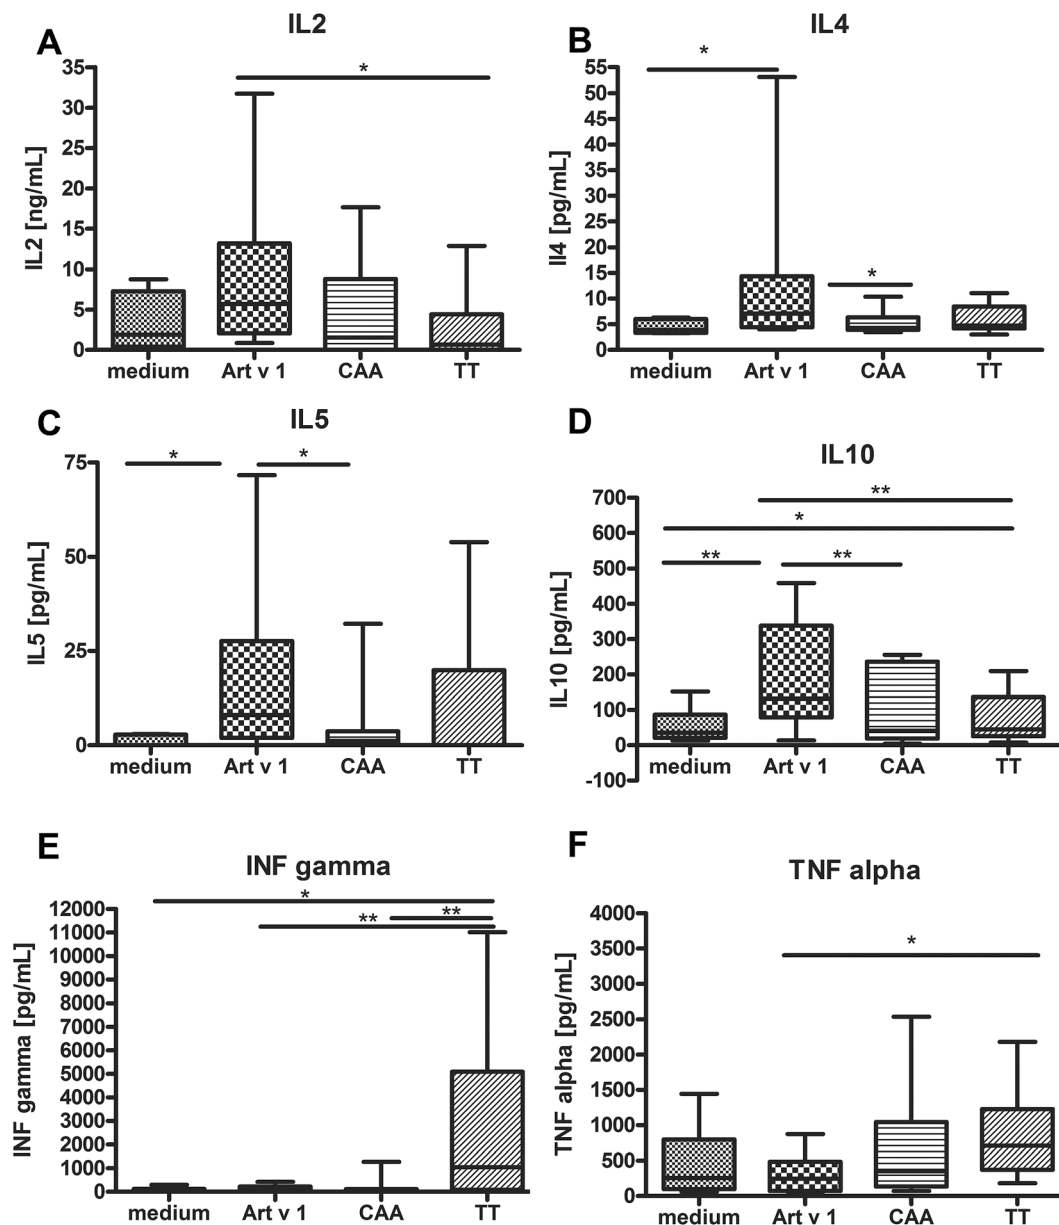 A
IL2
IL2 [ng/mL]
35
30
25
20
15
10
5
0
*
medium Art v 1 CAA TT
B
IL4
Il4 [pg/mL]
55
50
45
40
35
30
25
20
15
10
5
0
*
*
medium Art v 1 CAA TT
C
IL5
IL5 [pg/mL]
75
50
25
0
* *
medium Art v 1 CAA TT
D
IL10
IL10 [pg/mL]
700
600
500
400
300
200
100
0
-100
**
*
** **
medium Art v 1 CAA TT
E
INF gamma
INF gamma [pg/mL]
12000
11000
10000
9000
8000
7000
6000
5000
4000
3000
2000
1000
0
*
**
**
medium Art v 1 CAA TT
F
TNF alpha
TNF alpha [pg/mL]
4000
3500
3000
2500
2000
1500
1000
500
0
*
medium Art v 1 CAA TT